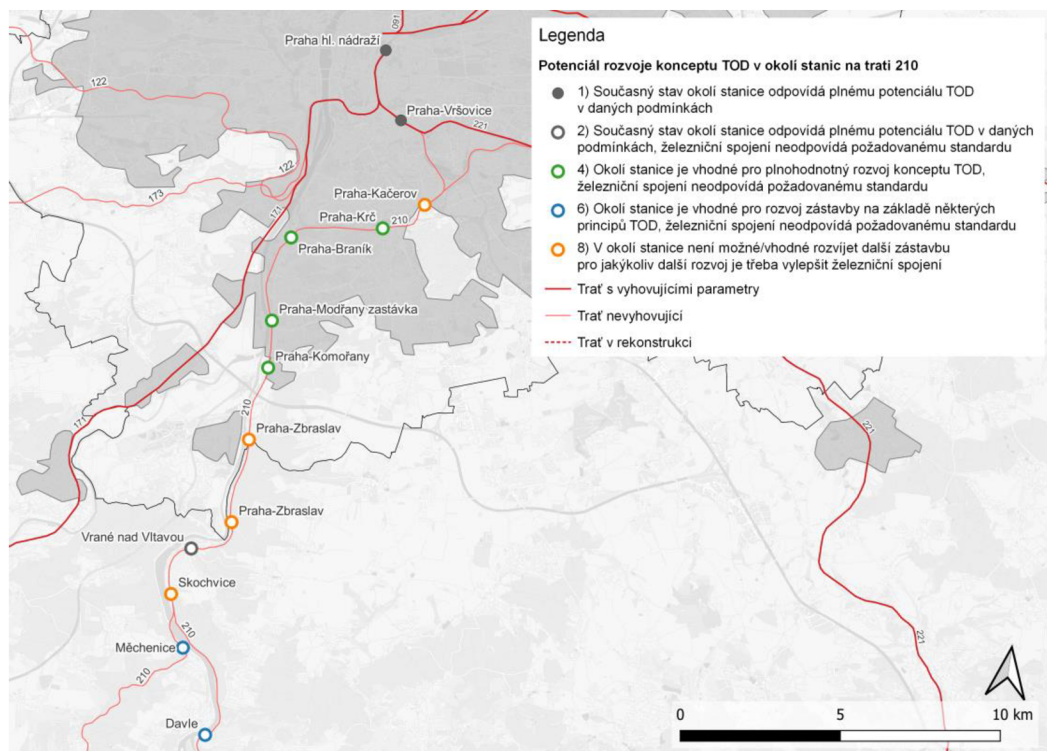 Praha hl. nádraží
091
122
Praha-Vršovice
221
122
173
171
Praha-Kačerov
Praha-Krč
210
Praha-Braník
Praha-Modřany zastávka
Praha-Komořany
210
171
Praha-Zbraslav
Praha-Zbraslav
Vrané nad Vltavou
Skochvice
210
Měchenice
210
Davle
221
221
Legenda
Potenciál rozvoje konceptu TOD v okolí stanic na trati 210
1) Současný stav okolí stanice odpovídá plnému potenciálu TOD
v daných podmínkách
2) Současný stav okolí stanice odpovídá plnému potenciálu TOD v daných
podmínkách, železniční spojení neodpovídá požadovanému standardu
4) Okolí stanice je vhodné pro plnohodnotný rozvoj konceptu TOD,
železniční spojení neodpovídá požadovanému standardu
6) Okolí stanice je vhodné pro rozvoj zástavby na základě některých
principů TOD, železniční spojení neodpovídá požadovanému standardu
8) V okolí stanice není možné/vhodné rozvíjet další zástavbu
pro jakýkoliv další rozvoj je třeba vylepšit železniční spojení
Trať s vyhovujícími parametry
Trať nevyhovující
Trať v rekonstrukci
0 5 10 km